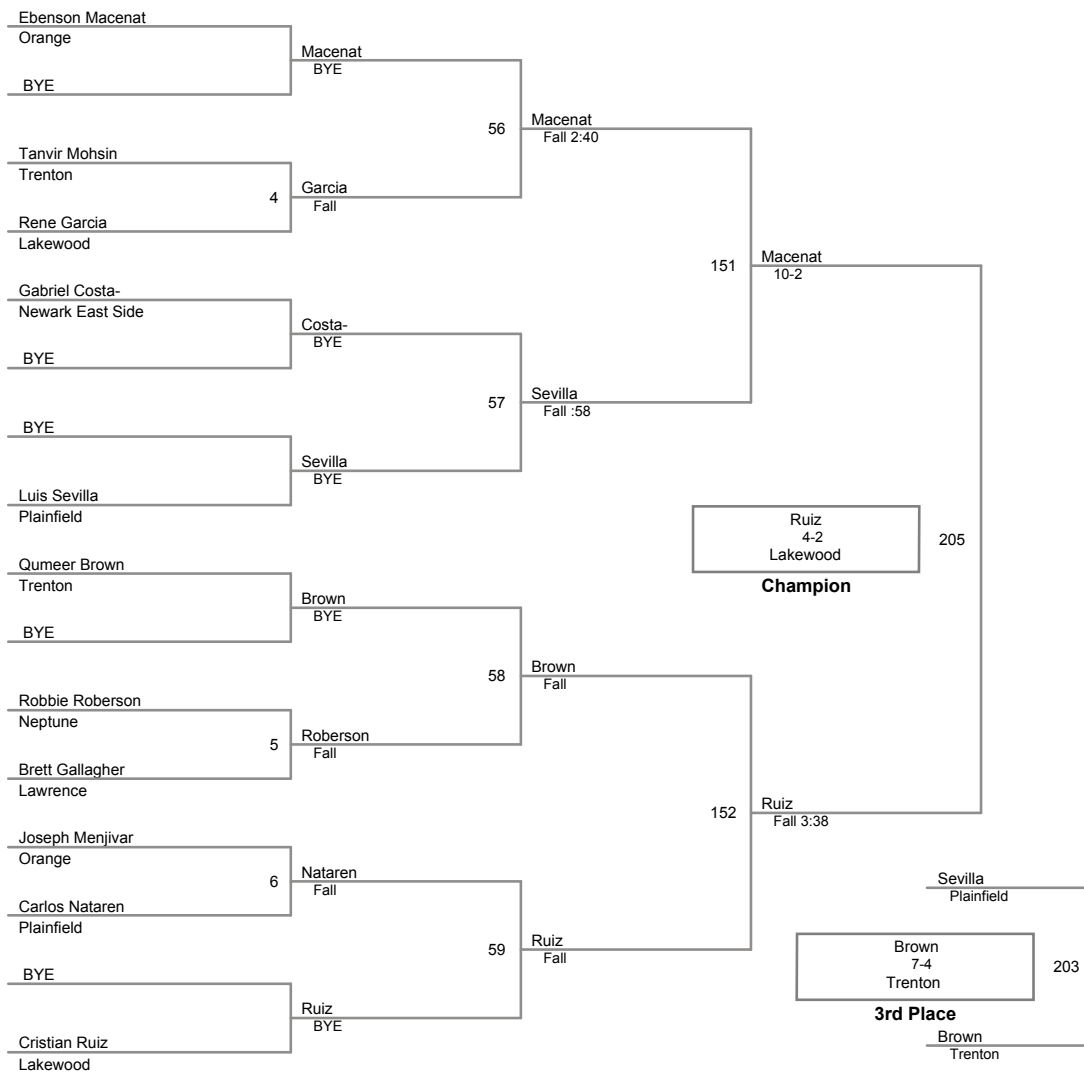 Ebenson Macenat
Orange
BYE
Macenat
BYE
Tanvir Mohsin
Trenton
Rene Garcia
Lakewood
4
Garcia
Fall
56
Macenat
Fall 2:40
Gabriel Costa-
Newark East Side
BYE
Costa-
BYE
BYE
Luis Sevilla
Plainfield
Sevilla
BYE
57
Sevilla
Fall :58
151
Macenat
10-2
Qumeer Brown
Trenton
BYE
Brown
BYE
Robbie Roberson
Neptune
Brett Gallagher
Lawrence
5
Roberson
Fall
58
Brown
Fall
Joseph Menjivar
Orange
Carlos Nataren
Plainfield
6
Nataren
Fall
BYE
Cristian Ruiz
Lakewood
Ruiz
BYE
59
Ruiz
Fall
152
Ruiz
Fall 3:38
Ruiz
4-2
Lakewood
205
Champion
Sevilla
Plainfield
Brown
7-4
Trenton
203
3rd Place
Brown
Trenton